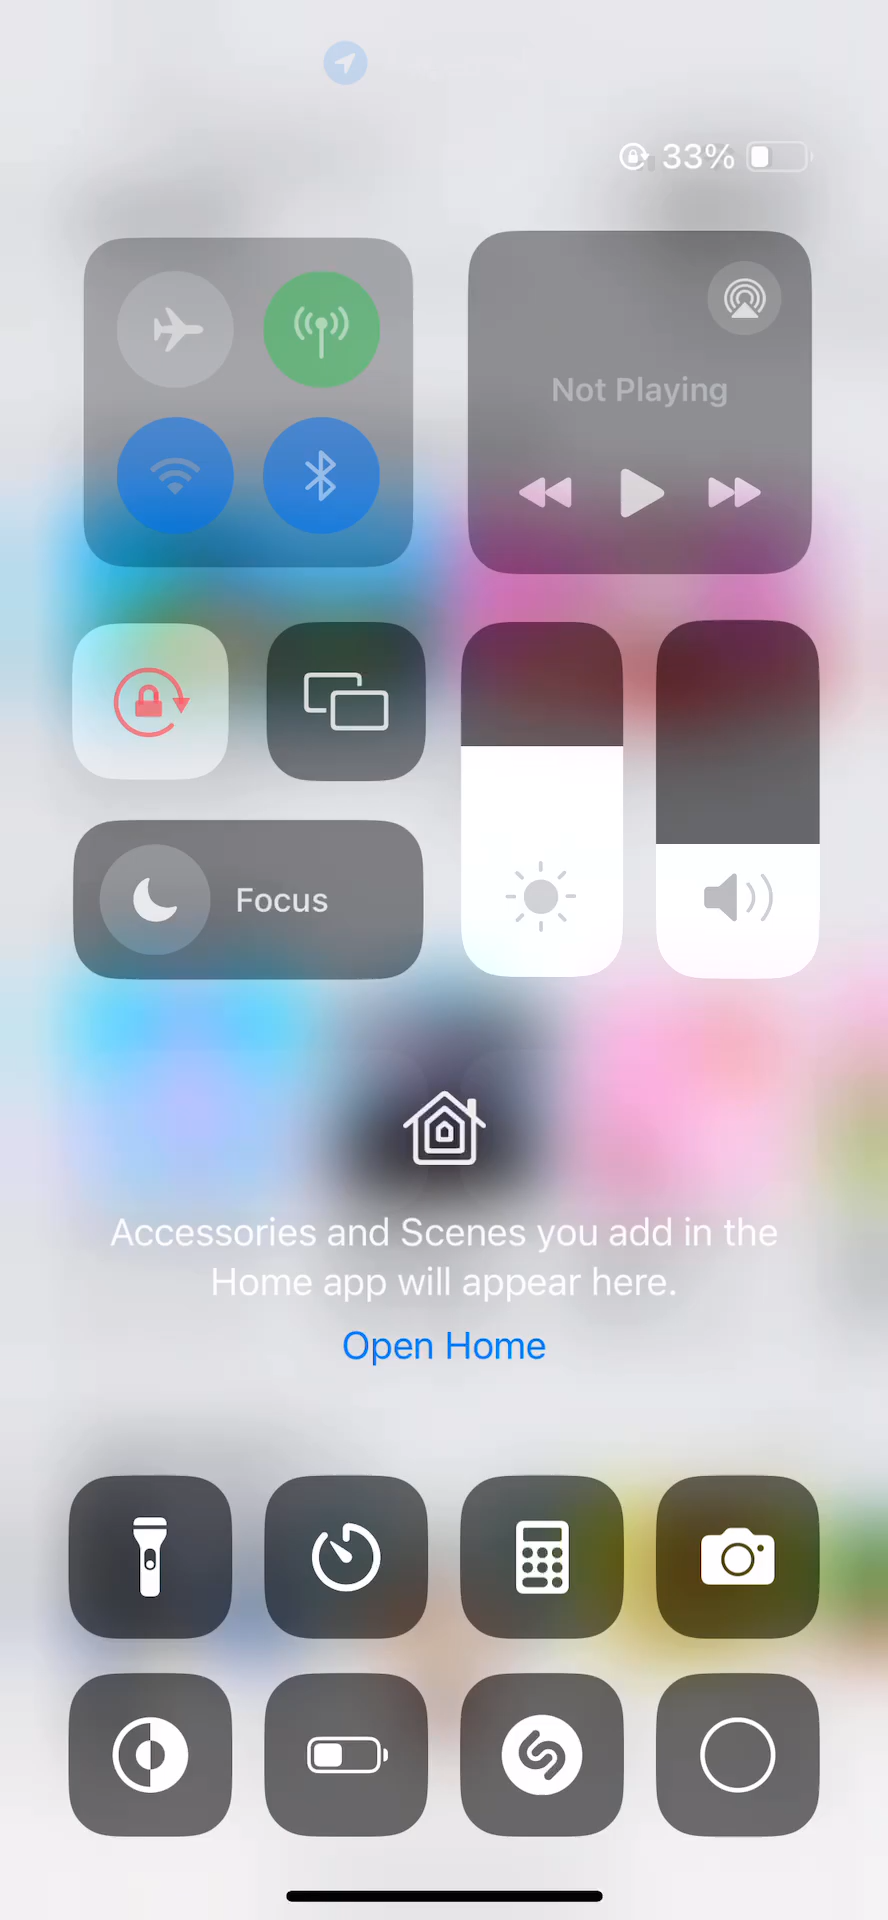 33%
Not Playing
Focus
Accessories and Scenes you add in the
Home app will appear here.
Open Home